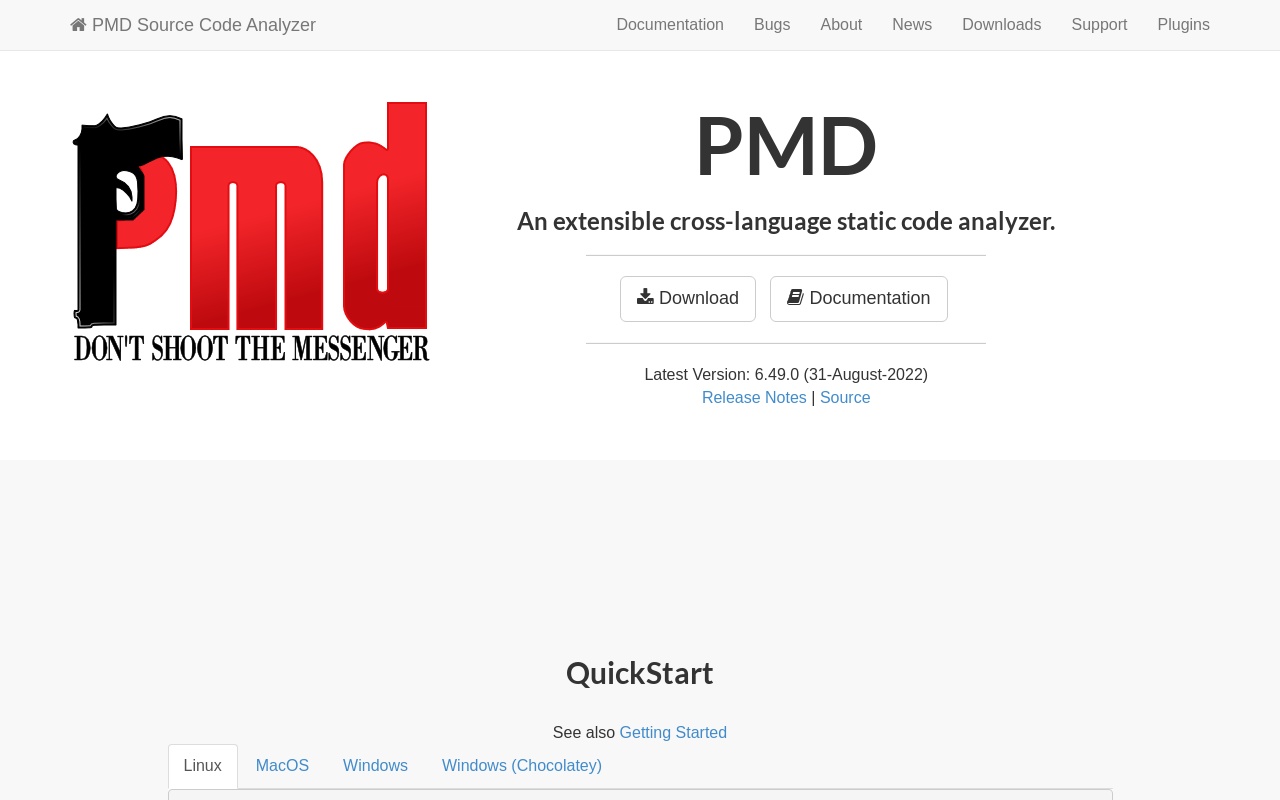 PMD Source Code Analyzer
Documentation Bugs About News Downloads Support Plugins
pmd
DON'T SHOOT THE MESSENGER
PMD
An extensible cross-language static code analyzer.
Download Documentation
Latest Version: 6.49.0 (31-August-2022)
Release Notes | Source
QuickStart
See also Getting Started
Linux MacOS Windows Windows (Chocolatey)